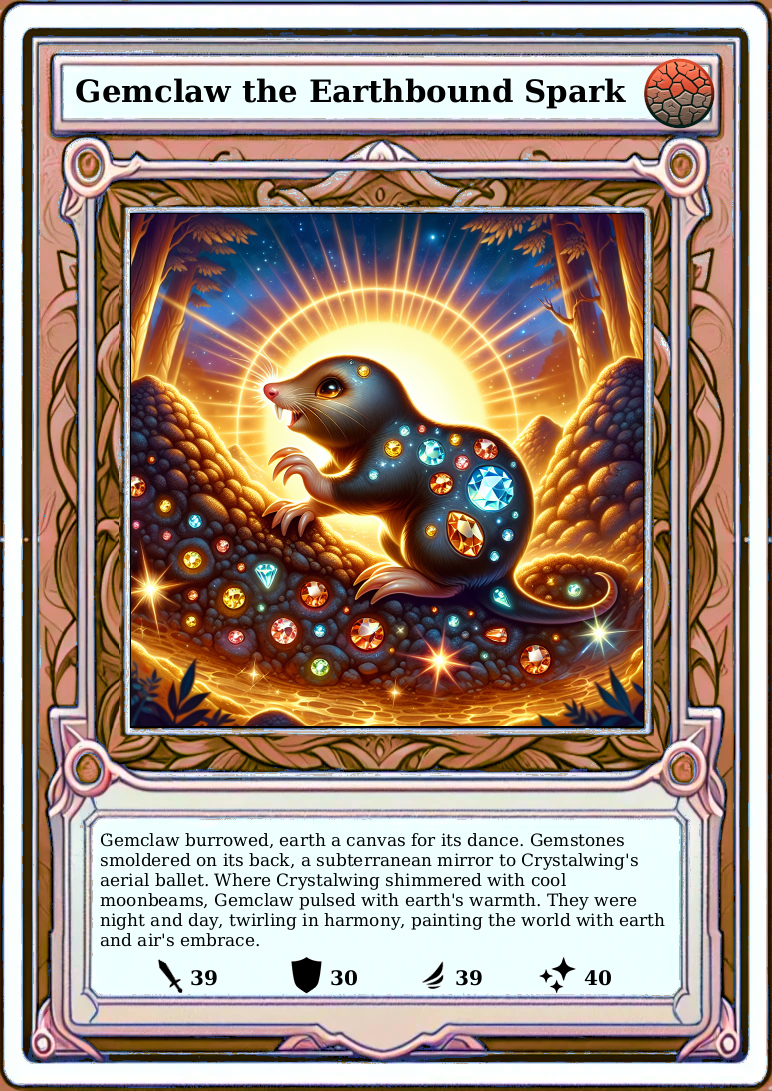 Gemclaw the Earthbound Spark
Gemclaw burrowed, earth a canvas for its dance. Gemstones
smoldered on its back, a subterranean mirror to Crystalwing's
aerial ballet. Where Crystalwing shimmered with cool
moonbeams, Gemclaw pulsed with earth's warmth. They were
night and day, twirling in harmony, painting the world with earth
and air's embrace.
39 30 39 40